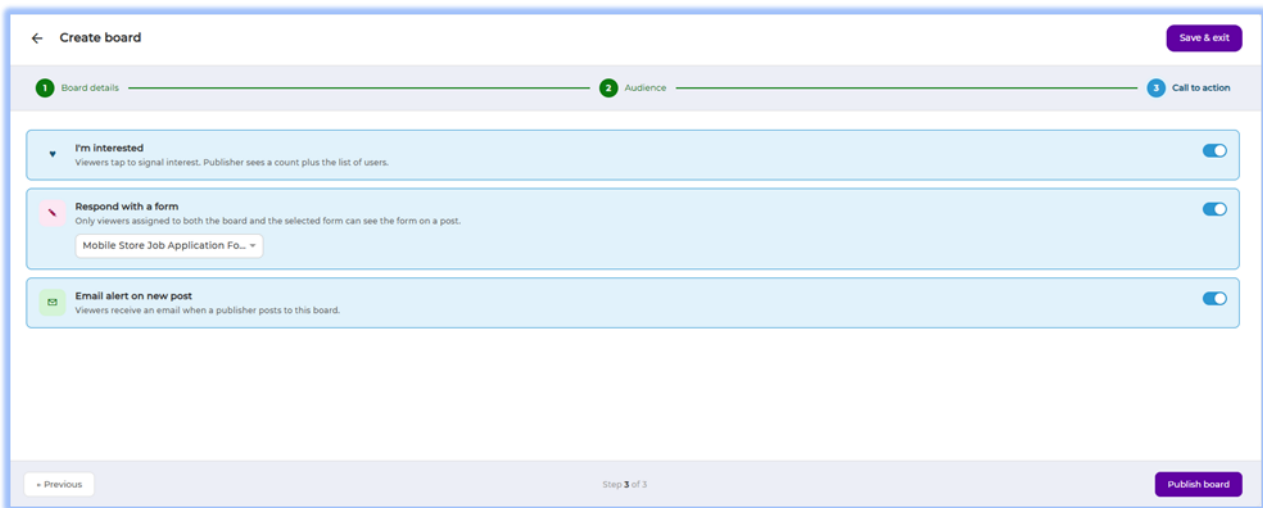 ← Create board
Save & exit
1 Board details
2 Audience
3 Call to action
I'm interested
Viewers tap to signal interest. Publisher sees a count plus the list of users.
Respond with a form
Only viewers assigned to both the board and the selected form can see the form on a post.
Mobile Store Job Application Fo...
Email alert on new post
Viewers receive an email when a publisher posts to this board.
« Previous
Step 3 of 3
Publish board